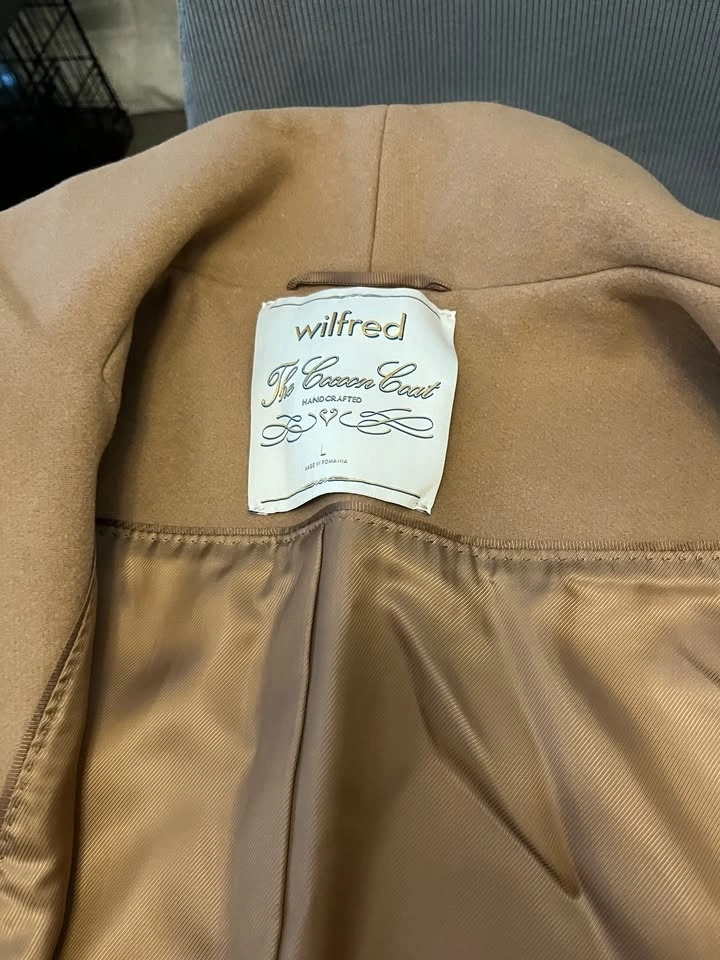 wilfred
The Cocoon Coat
HANDCRAFTED
L
MADE IN ROMANIA